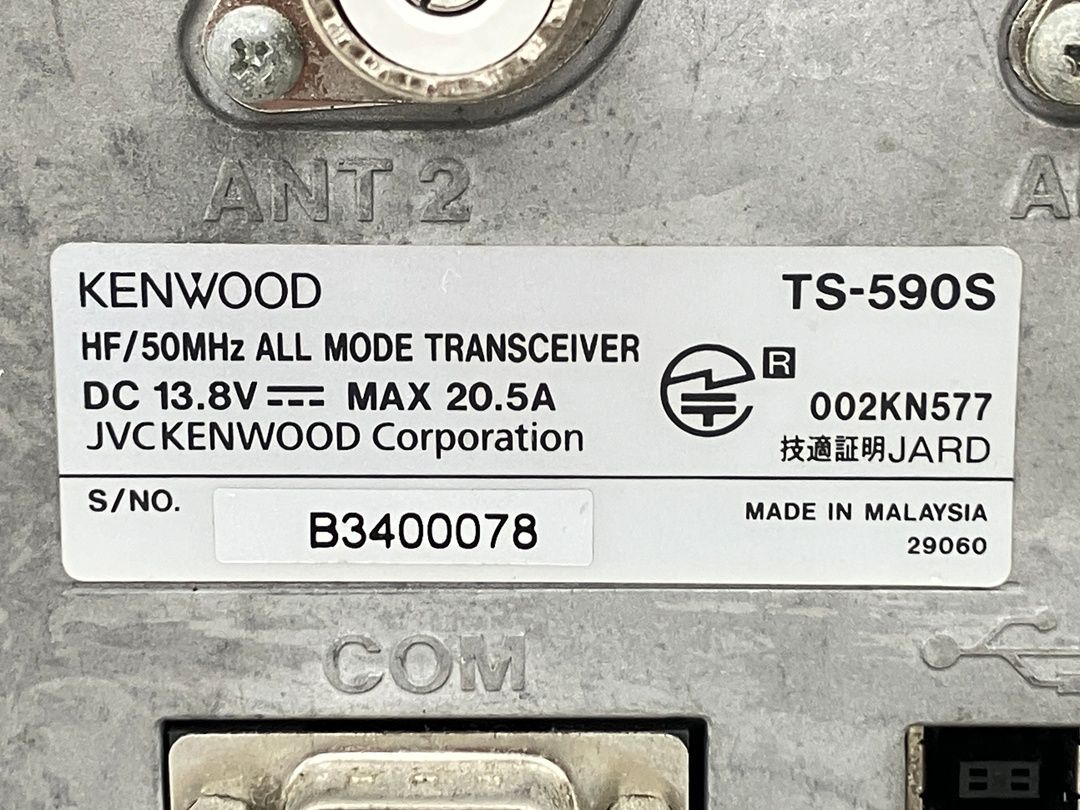 ANT 2
KENWOOD
TS-590S
HF/50MHz ALL MODE TRANSCEIVER
DC 13.8V MAX 20.5A
R
002KN577
JVCKENWOOD Corporation
技適証明JARD
S/NO.
B3400078
MADE IN MALAYSIA
29060
COM